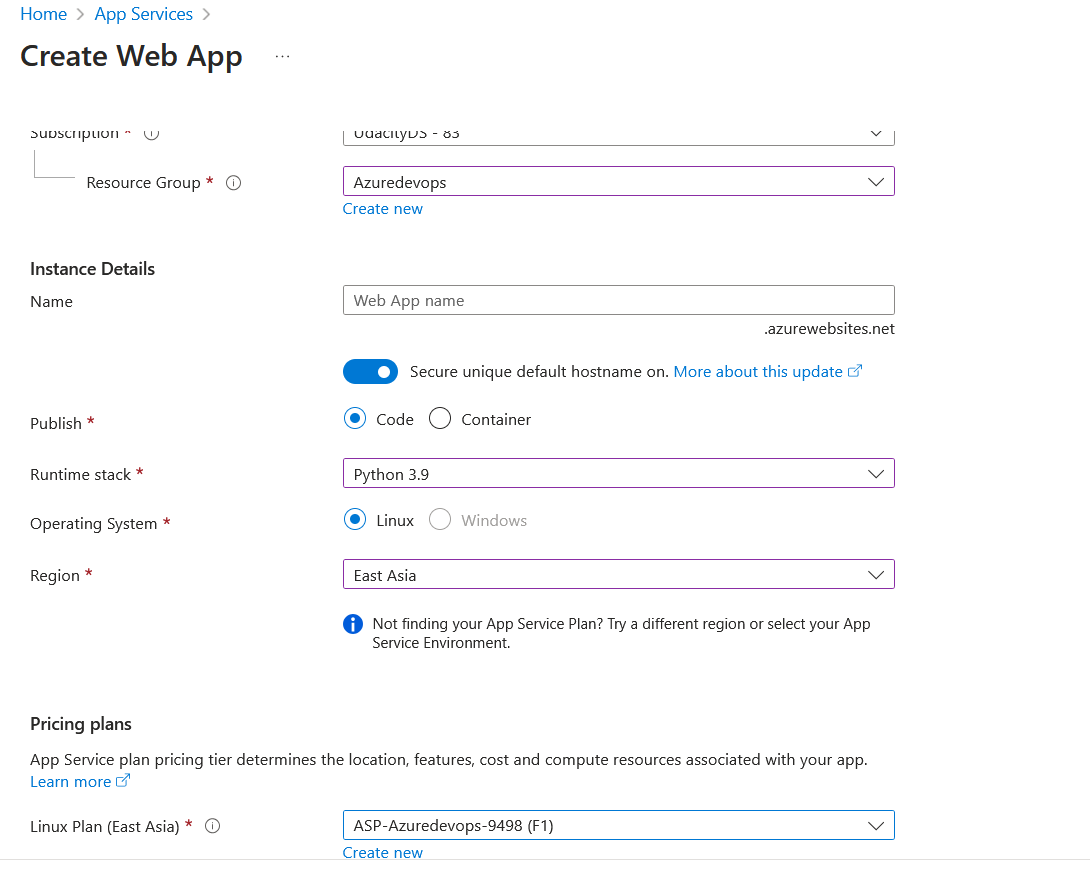 Home > App Services >
Create Web App ...
Subscription *
UdacityDS - 83
Resource Group *
Azuredevops
Create new
Instance Details
Name
Web App name
.azurewebsites.net
Secure unique default hostname on. More about this update
Publish *
Code
Container
Runtime stack *
Python 3.9
Operating System *
Linux
Windows
Region *
East Asia
Not finding your App Service Plan? Try a different region or select your App
Service Environment.
Pricing plans
App Service plan pricing tier determines the location, features, cost and compute resources associated with your app.
Learn more
Linux Plan (East Asia) *
ASP-Azuredevops-9498 (F1)
Create new